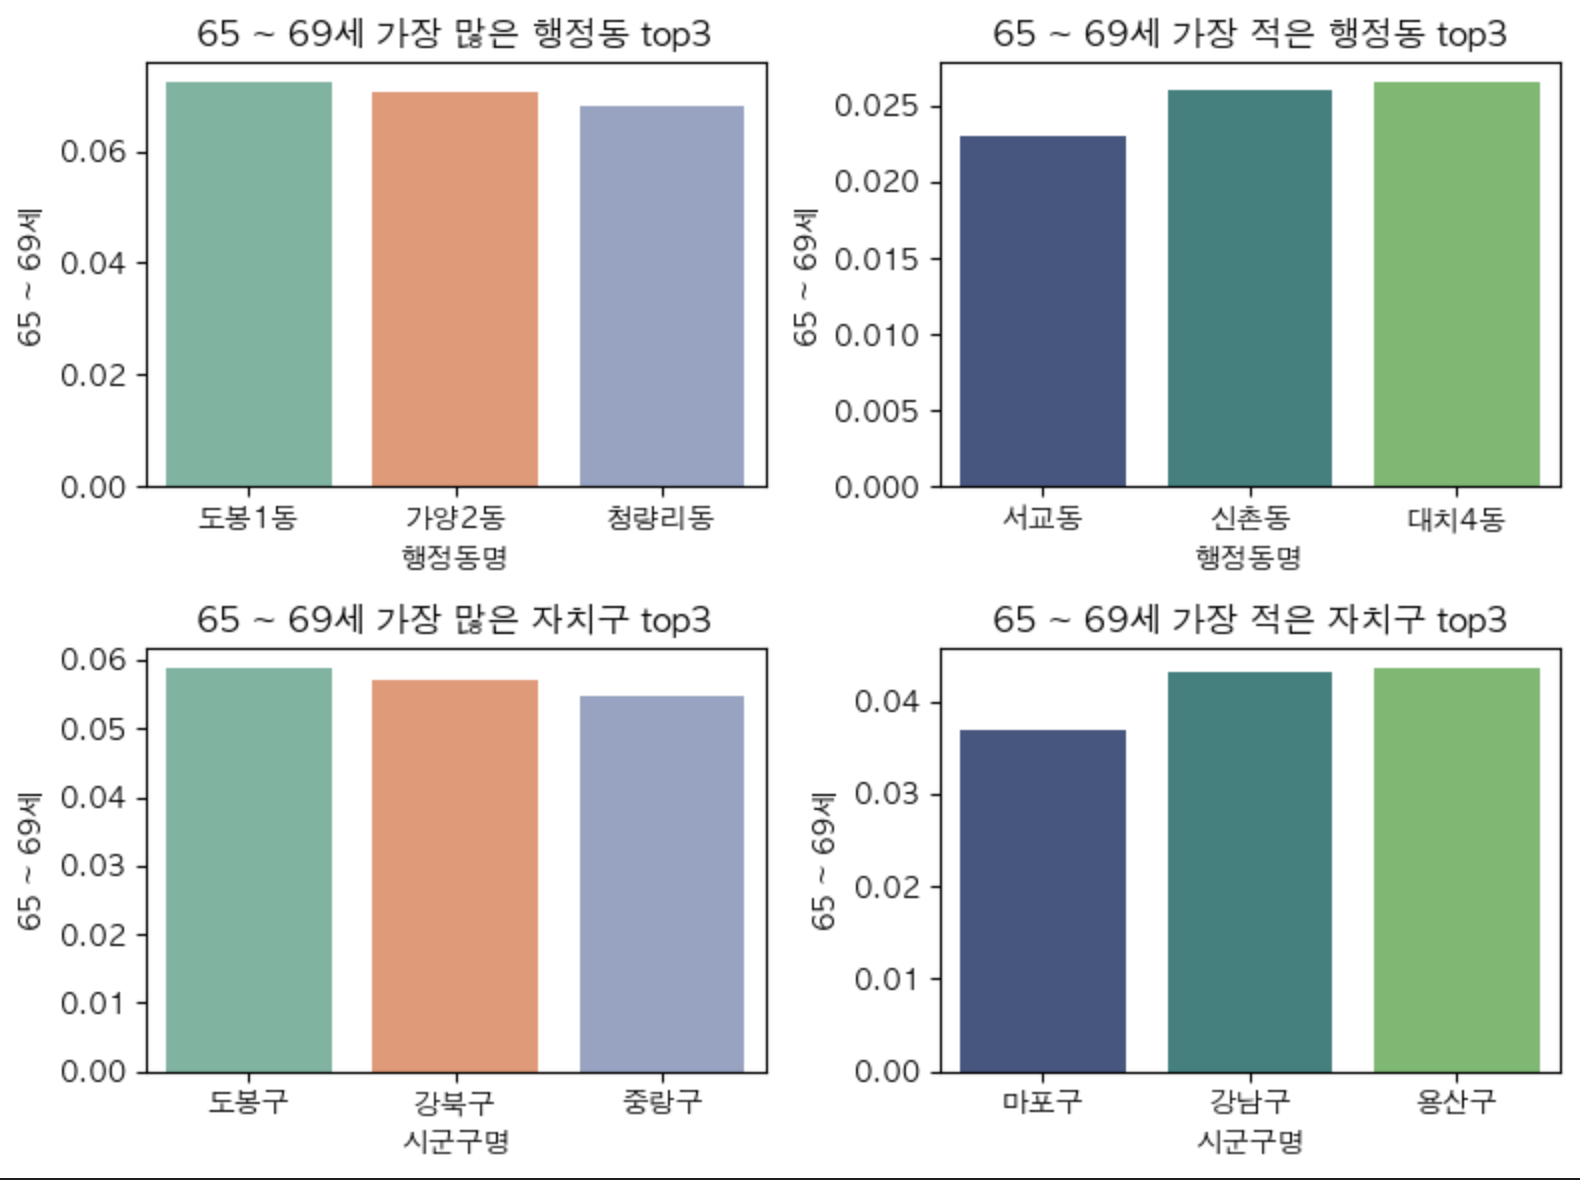 65 ~ 69세 가장 많은 행정동 top3
65 ~ 69세
0.06
0.04
0.02
0.00
도봉1동 가양2동 청량리동
행정동명
65 ~ 69세 가장 적은 행정동 top3
65 ~ 69세
0.025
0.020
0.015
0.010
0.005
0.000
서교동 신촌동 대치4동
행정동명
65 ~ 69세 가장 많은 자치구 top3
65 ~ 69세
0.06
0.05
0.04
0.03
0.02
0.01
0.00
도봉구 강북구 중랑구
시군구명
65 ~ 69세 가장 적은 자치구 top3
65 ~ 69세
0.04
0.03
0.02
0.01
0.00
마포구 강남구 용산구
시군구명